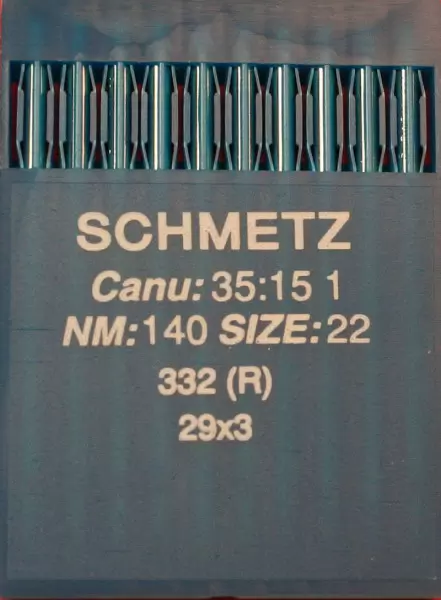 SCHMETZ
Canu: 35:15 1
NM:140 SIZE:22
332 (R)
29x3